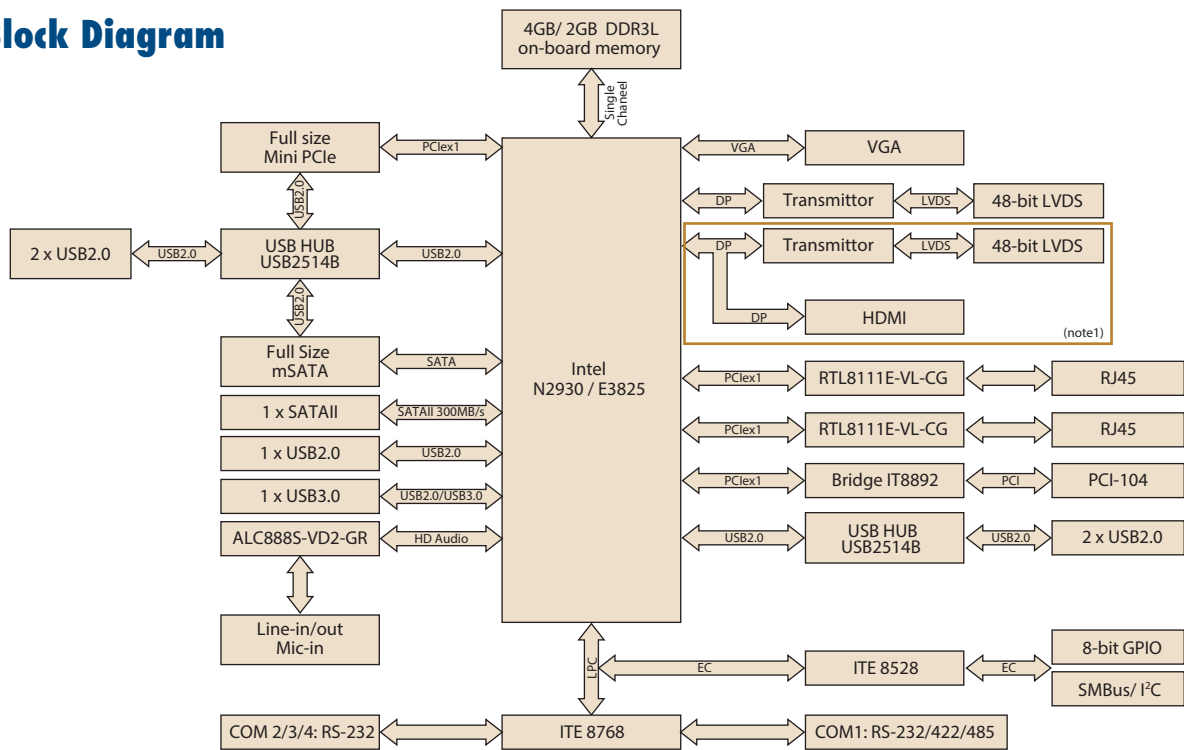 Block Diagram
4GB/ 2GB DDR3L
on-board memory
Single
Chaneel
Full size
Mini PCIe
PCIex1
VGA
VGA
USB2.0
DP
Transmittor
LVDS
48-bit LVDS
2 x USB2.0
USB2.0
USB HUB
USB2514B
USB2.0
DP
Transmittor
LVDS
48-bit LVDS
USB2.0
DP
HDMI
(note1)
Full Size
mSATA
SATA
Intel
N2930 / E3825
PCIex1
RTL8111E-VL-CG
RJ45
1 x SATAII
SATAII 300MB/s
PCIex1
RTL8111E-VL-CG
RJ45
1 x USB2.0
USB2.0
PCIex1
Bridge IT8892
PCI
PCI-104
1 x USB3.0
USB2.0/USB3.0
ALC888S-VD2-GR
HD Audio
USB2.0
USB HUB
USB2514B
USB2.0
2 x USB2.0
Line-in/out
Mic-in
LPC
EC
ITE 8528
EC
8-bit GPIO
SMBus/ I²C
COM 2/3/4: RS-232
ITE 8768
COM1: RS-232/422/485